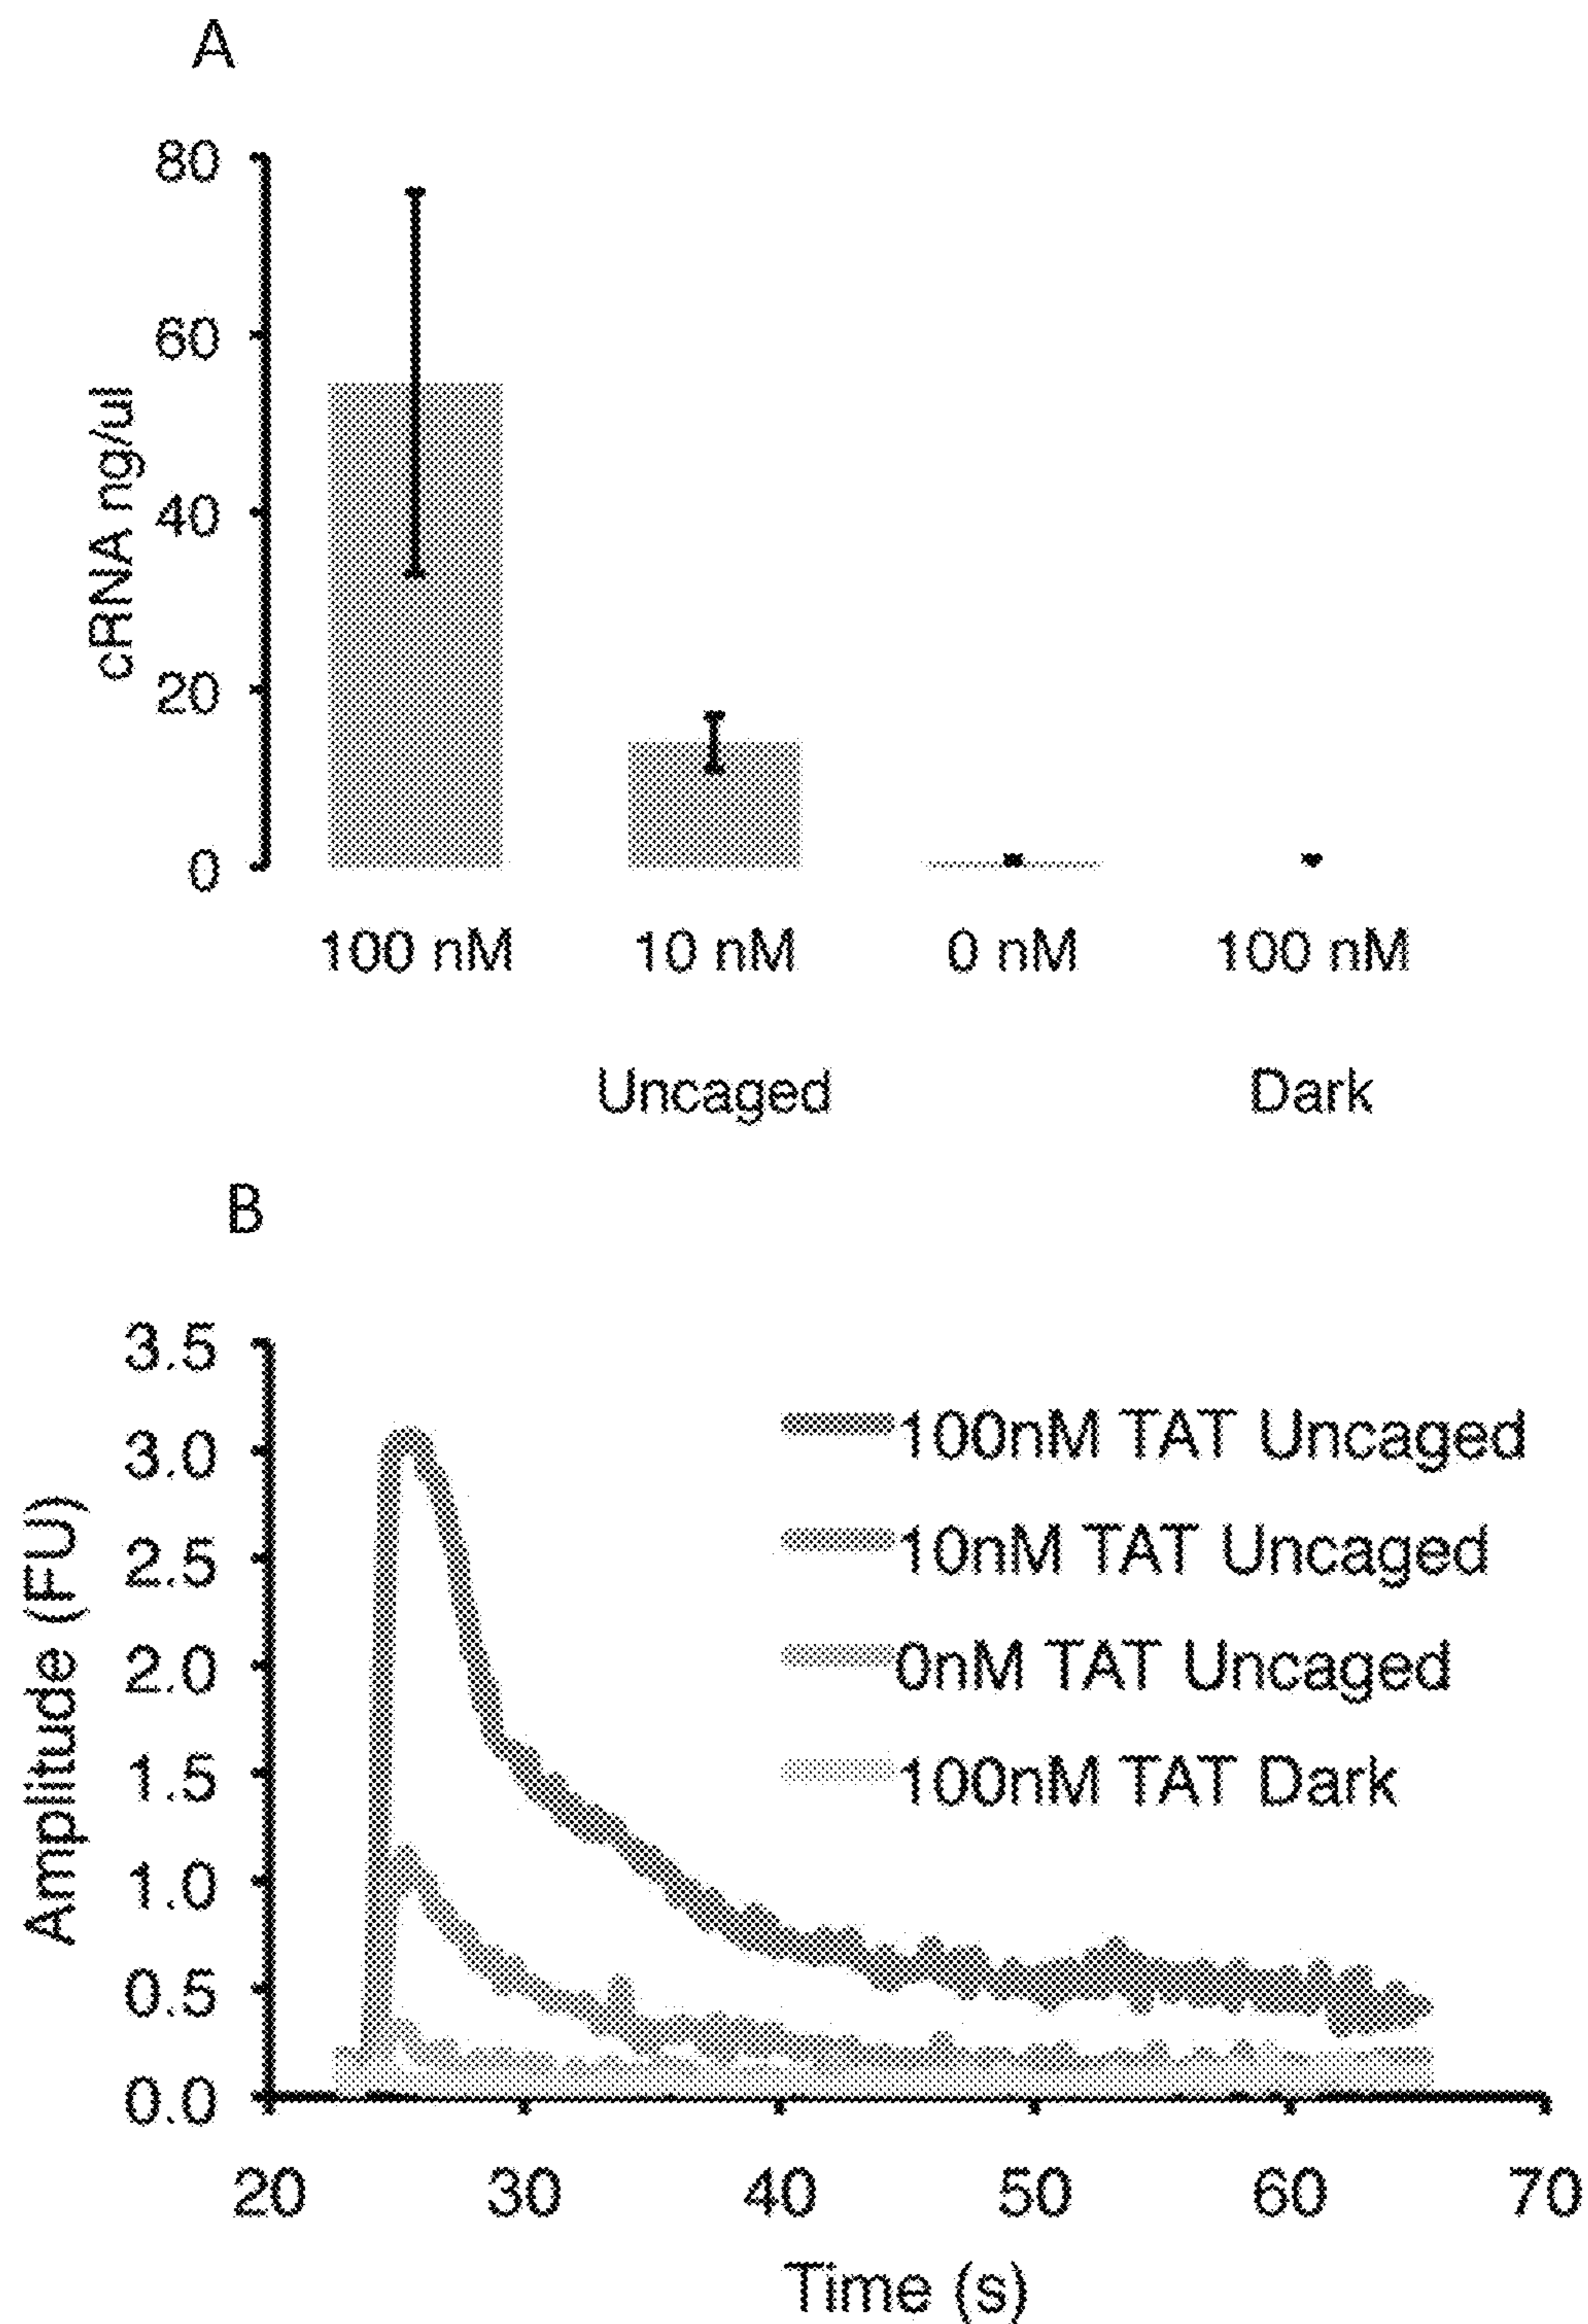 A
80
60
40
20
0
cRNA ng/ul
100 nM
10 nM
0 nM
100 nM
Uncaged
Dark
B
3.5
3.0
2.5
2.0
1.5
1.0
0.5
0.0
Amplitude (FU)
100nM TAT Uncaged
10nM TAT Uncaged
0nM TAT Uncaged
100nM TAT Dark
20
30
40
50
60
70
Time (s)